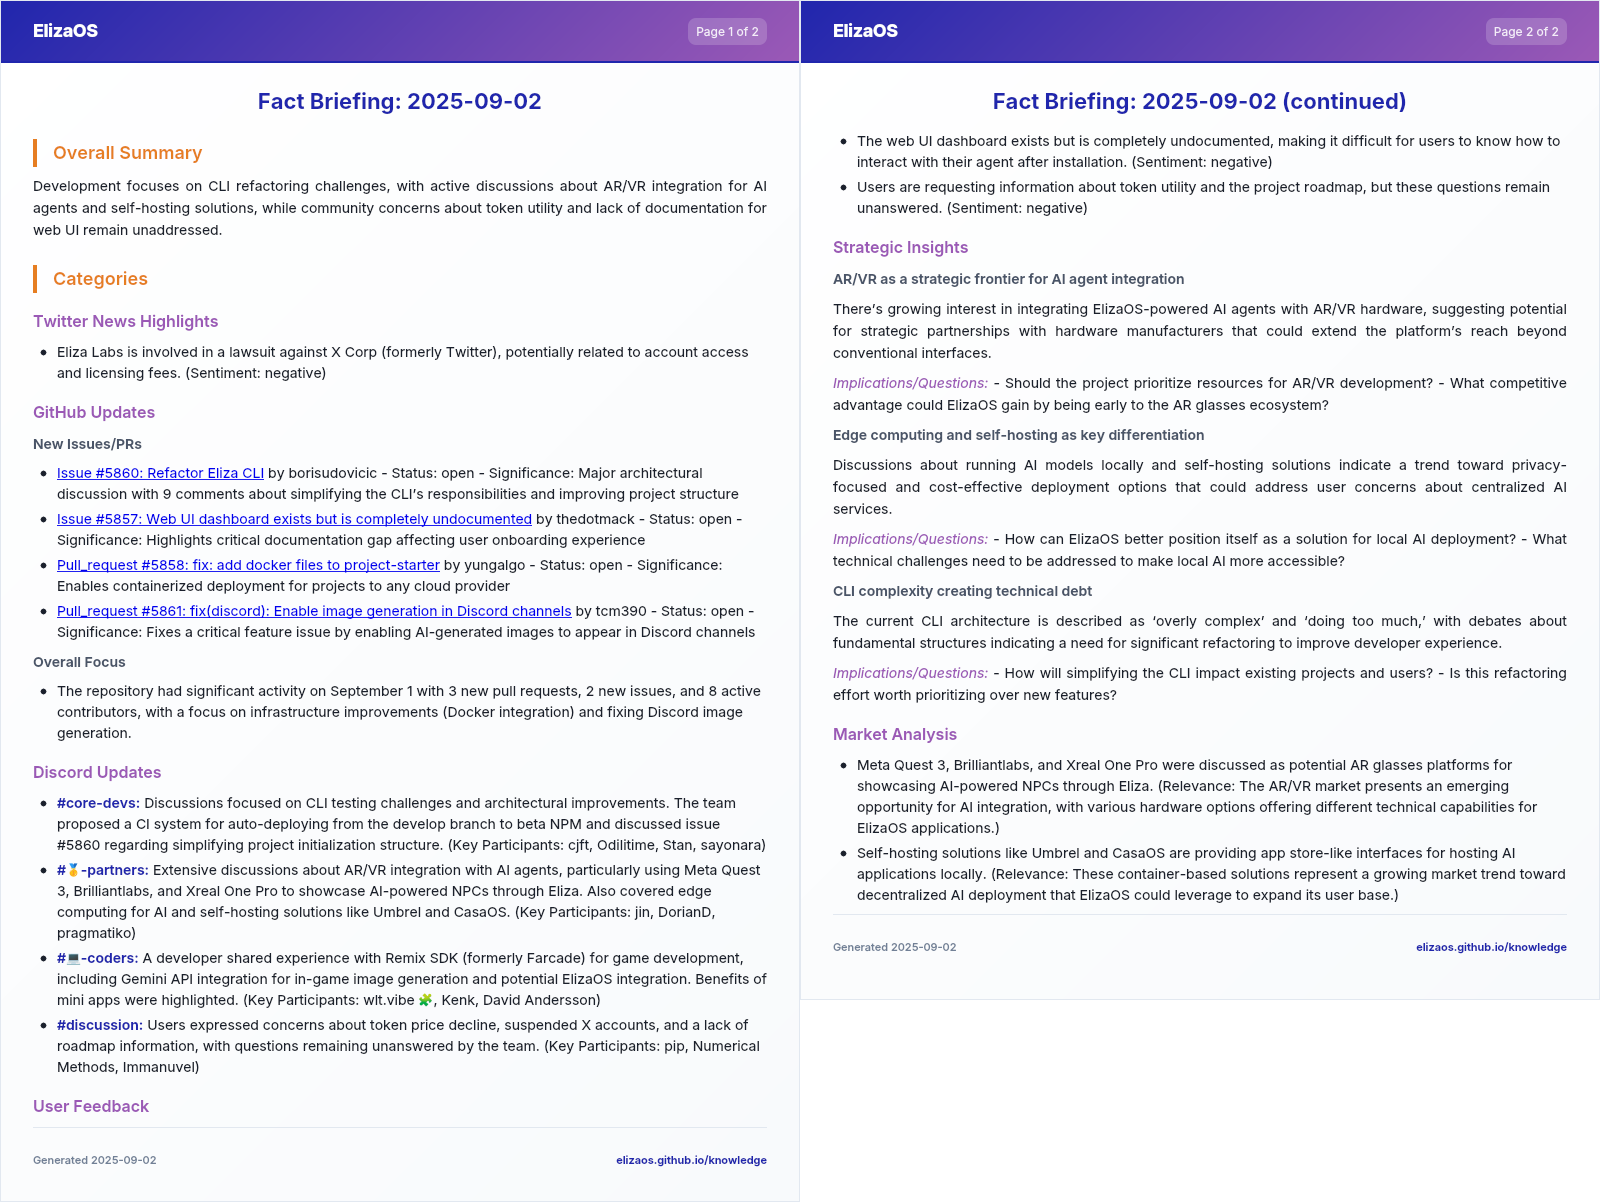 ElizaOS
Page 1 of 2
Fact Briefing: 2025-09-02
Overall Summary
Development focuses on CLI refactoring challenges, with active discussions about AR/VR integration for AI
agents and self-hosting solutions, while community concerns about token utility and lack of documentation for
web UI remain unaddressed.
Categories
Twitter News Highlights
• Eliza Labs is involved in a lawsuit against X Corp (formerly Twitter), potentially related to account access
and licensing fees. (Sentiment: negative)
GitHub Updates
New Issues/PRs
• Issue #5860: Refactor Eliza CLI by borisudovicic - Status: open - Significance: Major architectural
discussion with 9 comments about simplifying the CLI's responsibilities and improving project structure
• Issue #5857: Web UI dashboard exists but is completely undocumented by thedotmack - Status: open -
Significance: Highlights critical documentation gap affecting user onboarding experience
• Pull_request #5858: fix: add docker files to project-starter by yungalgo - Status: open - Significance:
Enables containerized deployment for projects to any cloud provider
• Pull_request #5861: fix(discord): Enable image generation in Discord channels by tcm390 - Status: open -
Significance: Fixes a critical feature issue by enabling AI-generated images to appear in Discord channels
Overall Focus
• The repository had significant activity on September 1 with 3 new pull requests, 2 new issues, and 8 active
contributors, with a focus on infrastructure improvements (Docker integration) and fixing Discord image
generation.
Discord Updates
• #core-devs: Discussions focused on CLI testing challenges and architectural improvements. The team
proposed a CI system for auto-deploying from the develop branch to beta NPM and discussed issue
#5860 regarding simplifying project initialization structure. (Key Participants: cjft, Odilitime, Stan, sayonara)
• #🥇-partners: Extensive discussions about AR/VR integration with AI agents, particularly using Meta Quest
3, Brilliantlabs, and Xreal One Pro to showcase AI-powered NPCs through Eliza. Also covered edge
computing for AI and self-hosting solutions like Umbrel and CasaOS. (Key Participants: jin, DorianD,
pragmatiko)
• #💻-coders: A developer shared experience with Remix SDK (formerly Farcade) for game development,
including Gemini API integration for in-game image generation and potential ElizaOS integration. Benefits of
mini apps were highlighted. (Key Participants: wlt.vibe 🧩, Kenk, David Andersson)
• #discussion: Users expressed concerns about token price decline, suspended X accounts, and a lack of
roadmap information, with questions remaining unanswered by the team. (Key Participants: pip, Numerical
Methods, Immanuvel)
User Feedback
Generated 2025-09-02
elizaos.github.io/knowledge
ElizaOS
Page 2 of 2
Fact Briefing: 2025-09-02 (continued)
• The web UI dashboard exists but is completely undocumented, making it difficult for users to know how to
interact with their agent after installation. (Sentiment: negative)
• Users are requesting information about token utility and the project roadmap, but these questions remain
unanswered. (Sentiment: negative)
Strategic Insights
AR/VR as a strategic frontier for AI agent integration
There's growing interest in integrating ElizaOS-powered AI agents with AR/VR hardware, suggesting potential
for strategic partnerships with hardware manufacturers that could extend the platform's reach beyond
conventional interfaces.
Implications/Questions: - Should the project prioritize resources for AR/VR development? - What competitive
advantage could ElizaOS gain by being early to the AR glasses ecosystem?
Edge computing and self-hosting as key differentiation
Discussions about running AI models locally and self-hosting solutions indicate a trend toward privacy-
focused and cost-effective deployment options that could address user concerns about centralized AI
services.
Implications/Questions: - How can ElizaOS better position itself as a solution for local AI deployment? - What
technical challenges need to be addressed to make local AI more accessible?
CLI complexity creating technical debt
The current CLI architecture is described as ‘overly complex’ and ‘doing too much,’ with debates about
fundamental structures indicating a need for significant refactoring to improve developer experience.
Implications/Questions: - How will simplifying the CLI impact existing projects and users? - Is this refactoring
effort worth prioritizing over new features?
Market Analysis
• Meta Quest 3, Brilliantlabs, and Xreal One Pro were discussed as potential AR glasses platforms for
showcasing AI-powered NPCs through Eliza. (Relevance: The AR/VR market presents an emerging
opportunity for AI integration, with various hardware options offering different technical capabilities for
ElizaOS applications.)
• Self-hosting solutions like Umbrel and CasaOS are providing app store-like interfaces for hosting AI
applications locally. (Relevance: These container-based solutions represent a growing market trend toward
decentralized AI deployment that ElizaOS could leverage to expand its user base.)
Generated 2025-09-02
elizaos.github.io/knowledge